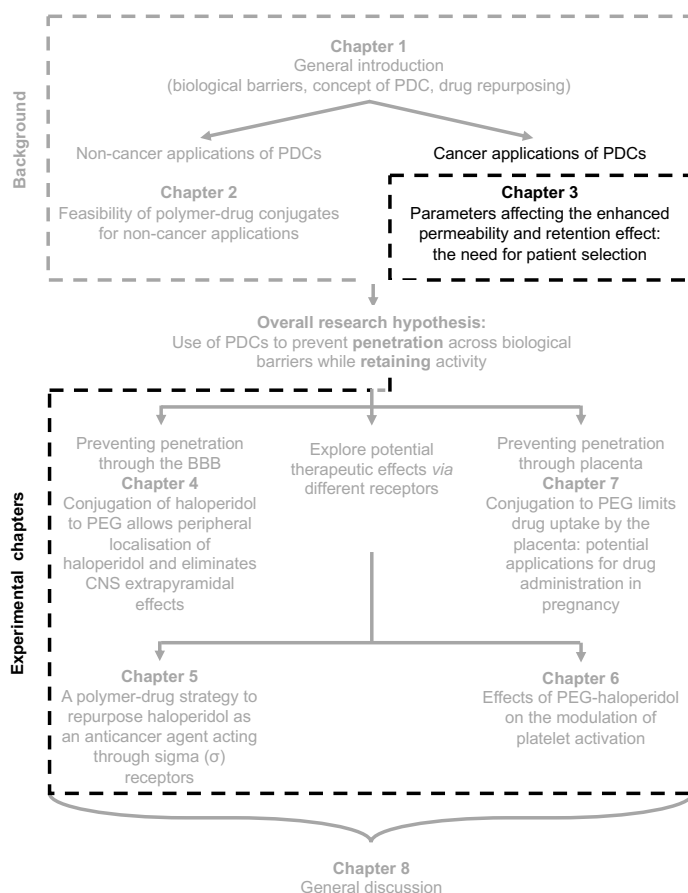 Background
Chapter 1
General introduction
(biological barriers, concept of PDC, drug repurposing)
Non-cancer applications of PDCs
Cancer applications of PDCs
Chapter 2
Feasibility of polymer-drug conjugates
for non-cancer applications
Chapter 3
Parameters affecting the enhanced
permeability and retention effect:
the need for patient selection
Overall research hypothesis:
Use of PDCs to prevent penetration across biological
barriers while retaining activity
Experimental chapters
Preventing penetration
through the BBB
Chapter 4
Conjugation of haloperidol
to PEG allows peripheral
localisation of
haloperidol and eliminates
CNS extrapyramidal
effects
Explore potential
therapeutic effects via
different receptors
Preventing penetration
through placenta
Chapter 7
Conjugation to PEG limits
drug uptake by the
placenta: potential
applications for drug
administration in
pregnancy
Chapter 5
A polymer-drug strategy to
repurpose haloperidol as
an anticancer agent acting
through sigma (σ)
receptors
Chapter 6
Effects of PEG-haloperidol
on the modulation of
platelet activation
Chapter 8
General discussion